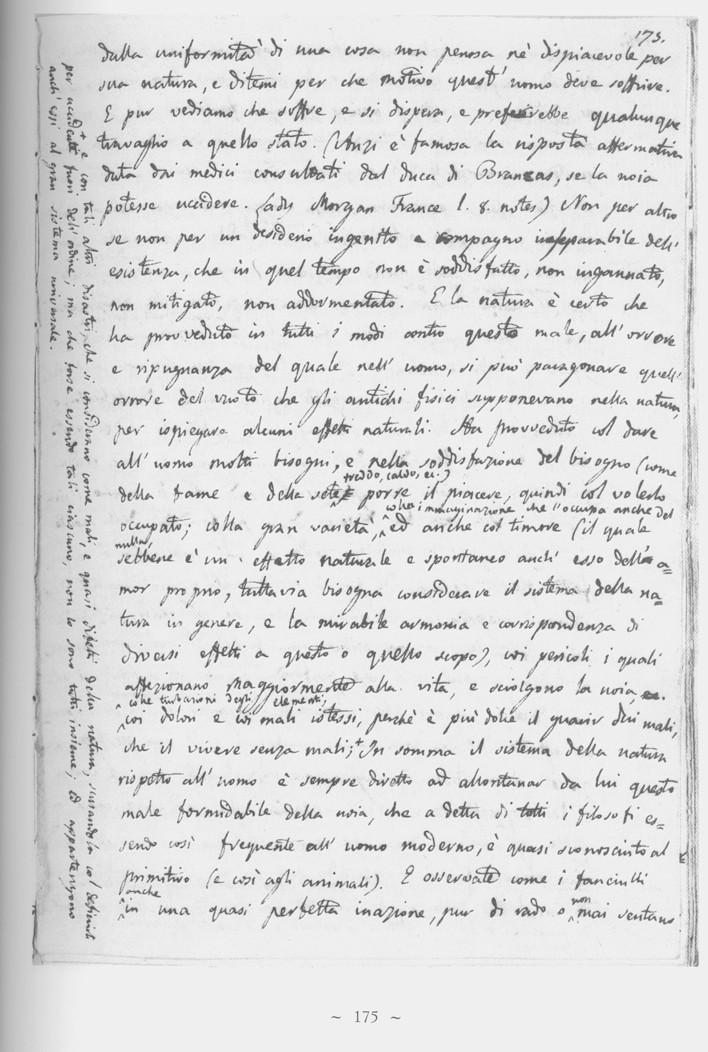 175.
dalla uniformità di una cosa non penosa nè dispiacevole per
sua natura, e ditemi per che motivo quest' uomo deve soffrire.
E pur vediamo che soffre, e si dispera, e preferirebbe qualunque
travaglio a quello stato. (Anzi è famosa la risposta affermativa
data dai medici consultati dal duca di Brancas, se la noia
potesse uccidere. Lady Morgan France l. 8. notes) Non per altro
se non per un desiderio ingenito e compagno inseparabile dell'
esistenza, che in quel tempo non è soddisfatto, non ingannato,
non mitigato, non addormentato. E la natura è certo che
ha provveduto in tutti i modi contro questo male, all' orrore
e ripugnanza del quale nell' uomo, si può paragonare quell'
orrore del vuoto che gli antichi fisici supponevano nella natura,
per ispiegare alcuni effetti naturali. Ha provveduto col dare
all' uomo molti bisogni, e nella soddisfazione del bisogno (come
freddo, caldo, ec.)
della fame e della sete porre il piacere, quindi col volerlo
colla immaginazione che l'occupa anche del
occupato; colla gran varietà, ed anche col timore (il quale
nulla,
sebbene è un effetto naturale e spontaneo anch' esso dell' a=
mor proprio, tuttavia bisogna considerare il sistema della na=
tura in genere, e la mirabile armonia e corrispondenza di
diversi effetti a questo o quello scopo), coi pericoli i quali
affezionano maggiormente alla vita, e sciolgono la noia,
colle turbazioni degli elementi,
coi dolori e coi mali istessi, perchè è più dolce il guarir dai mali,
che il vivere senza mali;+ In somma il sistema della natura
rispetto all' uomo è sempre diretto ad allontanar da lui questo
male formidabile della noia, che a detta di tutti i filosofi es=
sendo così frequente all' uomo moderno, è quasi sconosciuto al
primitivo (e così agli animali). E osservate come i fanciulli
anche
in una quasi perfetta inazione, pur di rado o
non
mai sentano
+ e con tali altri disastri, che si considerano come mali e quasi difetti della natura, scusandola col definirli
per accidenti fuori dell' ordine; ma che forse essendo tali ciascuno, non lo sono tutti insieme; ed appartengono
anch' essi al gran sistema universale.
~ 175 ~